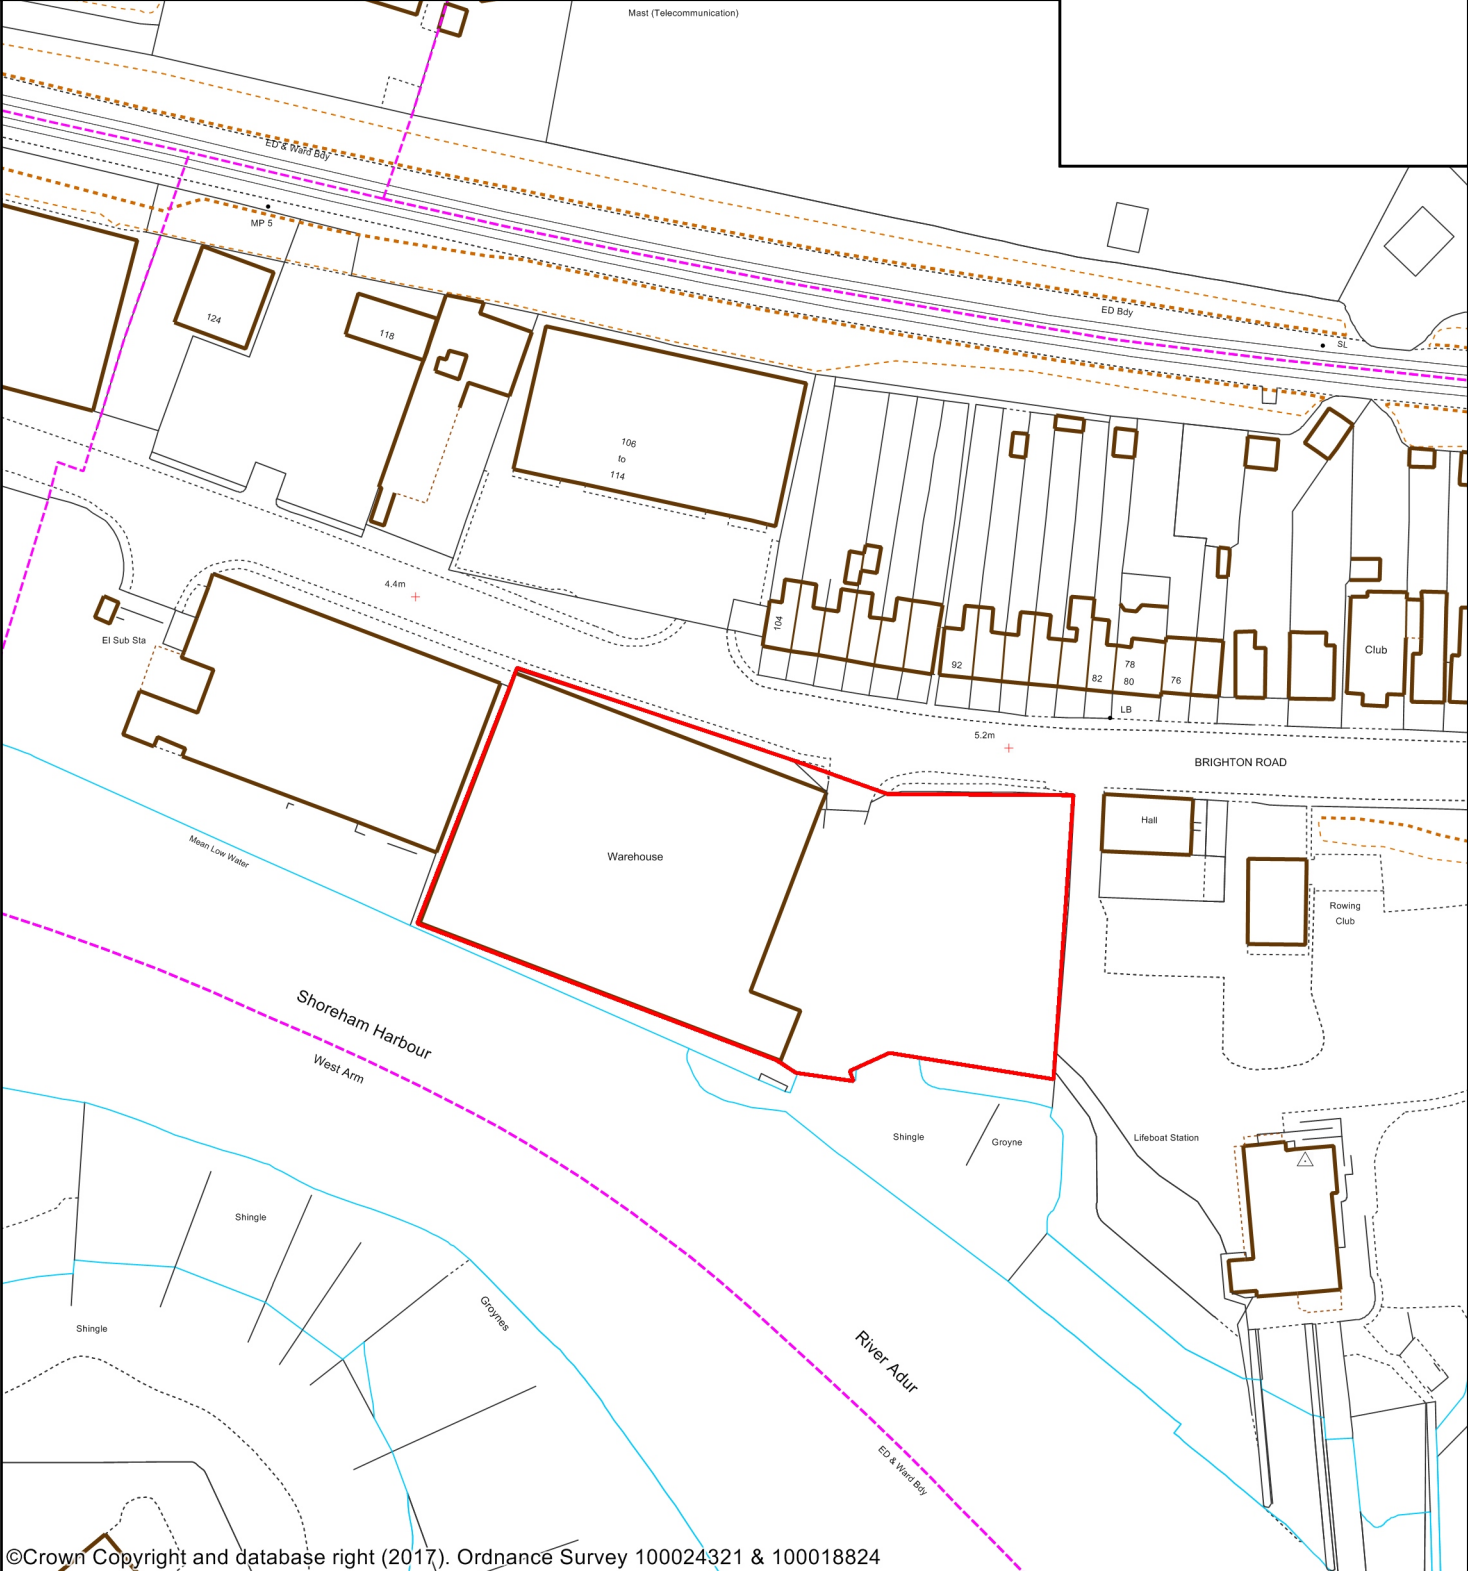 Mast (Telecommunication)
ED & Ward Bdy
MP 5
ED Bdy
SL
124
118
106
to
114
4.4m
El Sub Sta
104
92
82
78
80
76
Club
LB
5.2m
BRIGHTON ROAD
Hall
Warehouse
Mean Low Water
Rowing
Club
Shoreham Harbour
West Arm
Shingle
Groyne
Lifeboat Station
Shingle
Groynes
Shingle
River Adur
ED & Ward Bdy
©Crown Copyright and database right (2017). Ordnance Survey 100024321 & 100018824